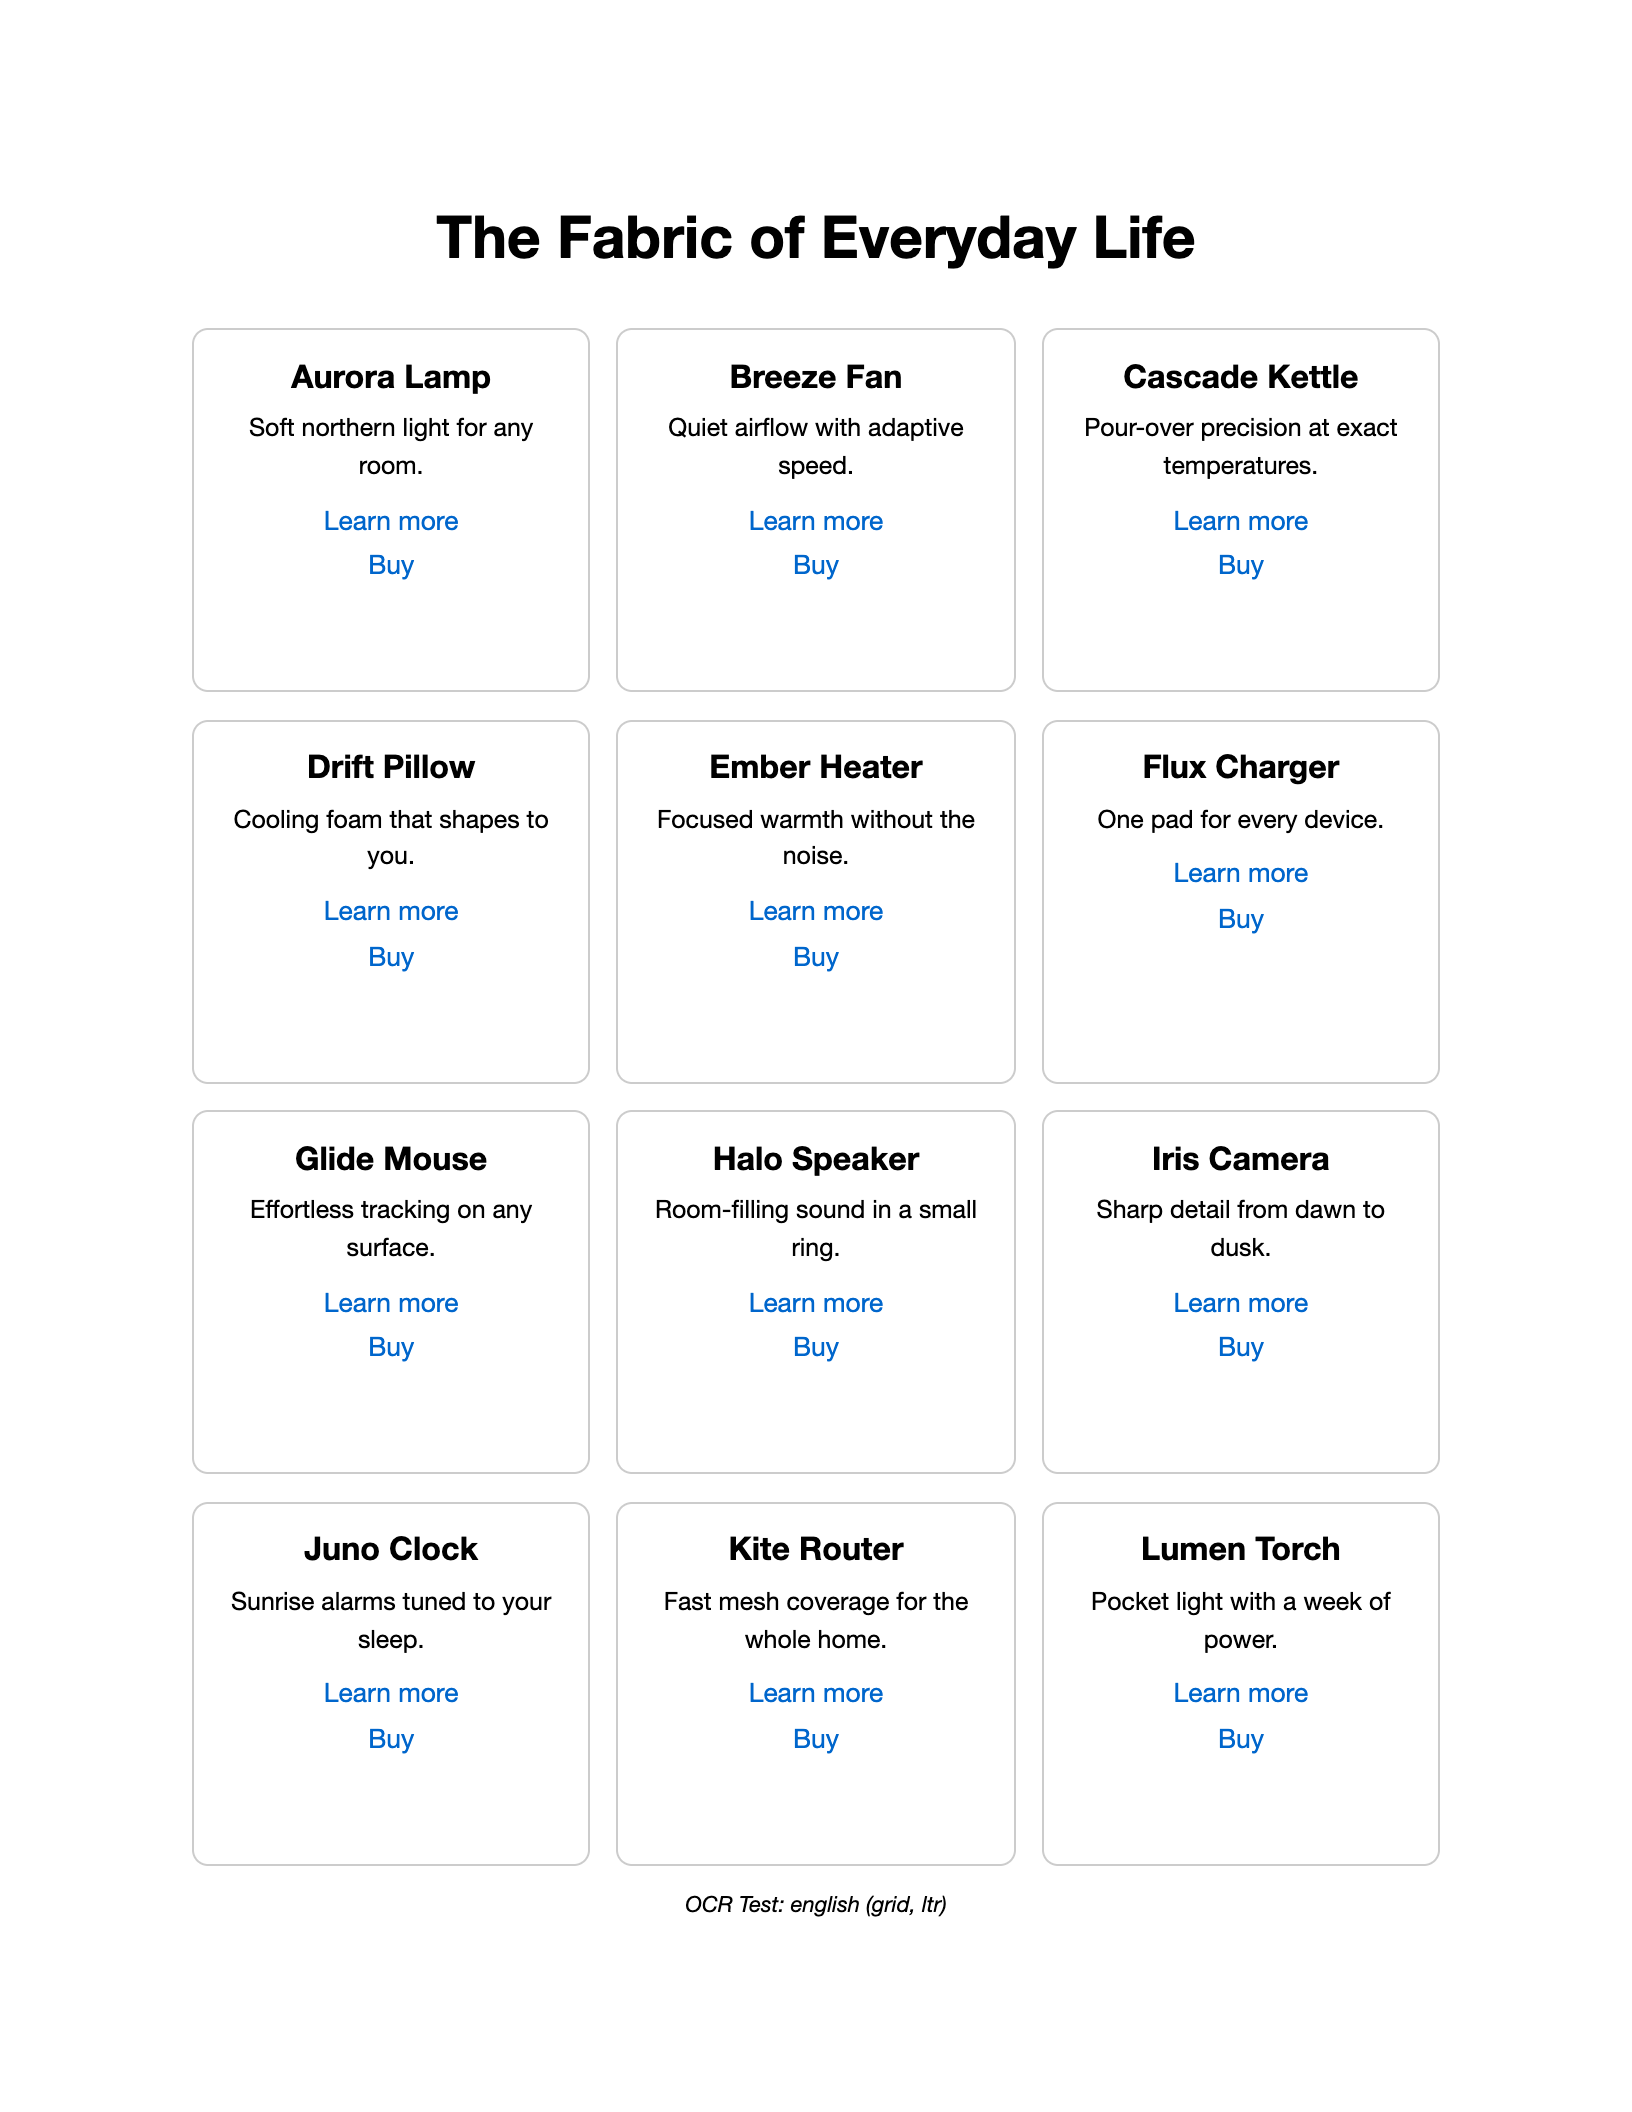 The Fabric of Everyday Life
Aurora Lamp
Soft northern light for any
room.
Learn more
Buy
Breeze Fan
Quiet airflow with adaptive
speed.
Learn more
Buy
Cascade Kettle
Pour-over precision at exact
temperatures.
Learn more
Buy
Drift Pillow
Cooling foam that shapes to
you.
Learn more
Buy
Ember Heater
Focused warmth without the
noise.
Learn more
Buy
Flux Charger
One pad for every device.
Learn more
Buy
Glide Mouse
Effortless tracking on any
surface.
Learn more
Buy
Halo Speaker
Room-filling sound in a small
ring.
Learn more
Buy
Iris Camera
Sharp detail from dawn to
dusk.
Learn more
Buy
Juno Clock
Sunrise alarms tuned to your
sleep.
Learn more
Buy
Kite Router
Fast mesh coverage for the
whole home.
Learn more
Buy
Lumen Torch
Pocket light with a week of
power.
Learn more
Buy
OCR Test: english (grid, ltr)